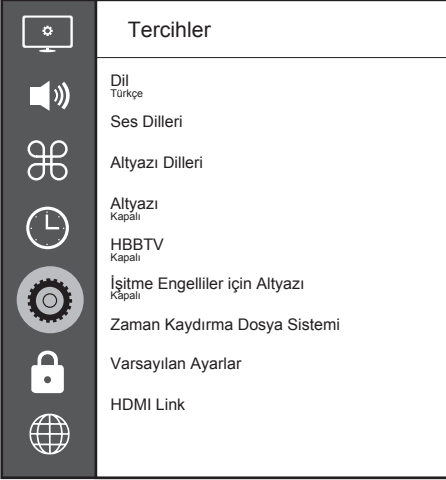 Tercihler
Dil
Türkçe
Ses Dilleri
Altyazı Dilleri
Altyazı
Kapalı
HBBTV
Kapalı
İşitme Engelliler için Altyazı
Kapalı
Zaman Kaydırma Dosya Sistemi
Varsayılan Ayarlar
HDMI Link